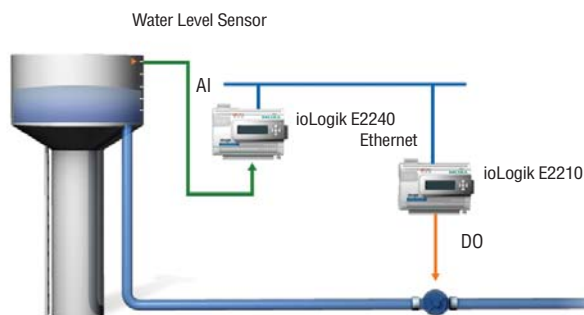 Water Level Sensor
AI
ioLogik E2240
Ethernet
ioLogik E2210
DO